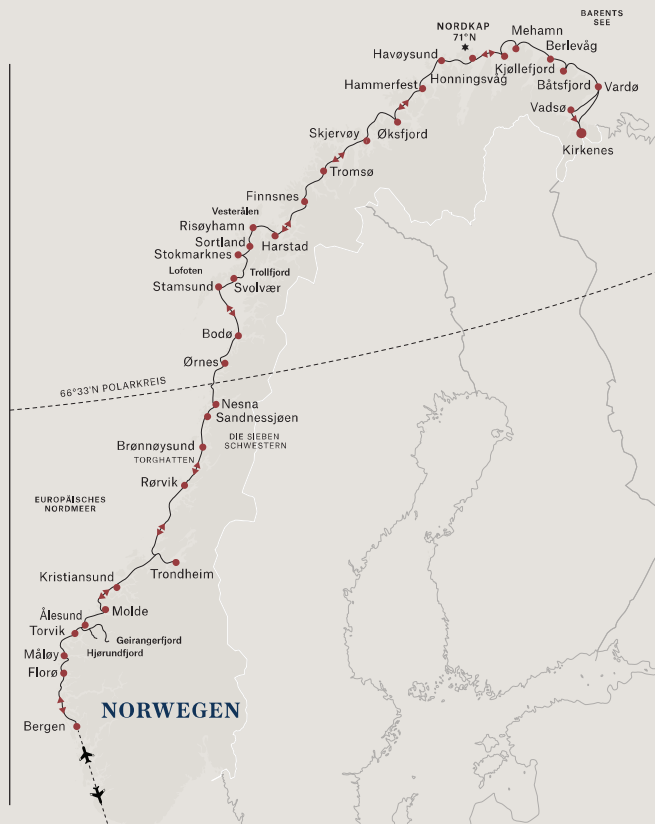 BARENTS
SEE
NORDKAP
71°N
Mehamn
Berlevåg
Havøysund
Kjøllefjord
Honningsvåg
Båtsfjord
Vardø
Hammerfest
Vadsø
Kirkenes
Skjervøy
Øksfjord
Tromsø
Finnsnes
Vesterålen
Risøyhamn
Sortland
Harstad
Stokmarknes
Lofoten
Trollfjord
Stamsund
Svolvær
Bodø
Ørnes
66°33'N POLARKREIS
Nesna
Sandnessjøen
DIE SIEBEN
SCHWESTERN
Brønnøysund
TORGHATTEN
Rørvik
EUROPÄISCHES
NORDMEER
Trondheim
Kristiansund
Molde
Ålesund
Torvik
Geirangerfjord
Hjørundfjord
Måløy
Florø
NORWEGEN
Bergen